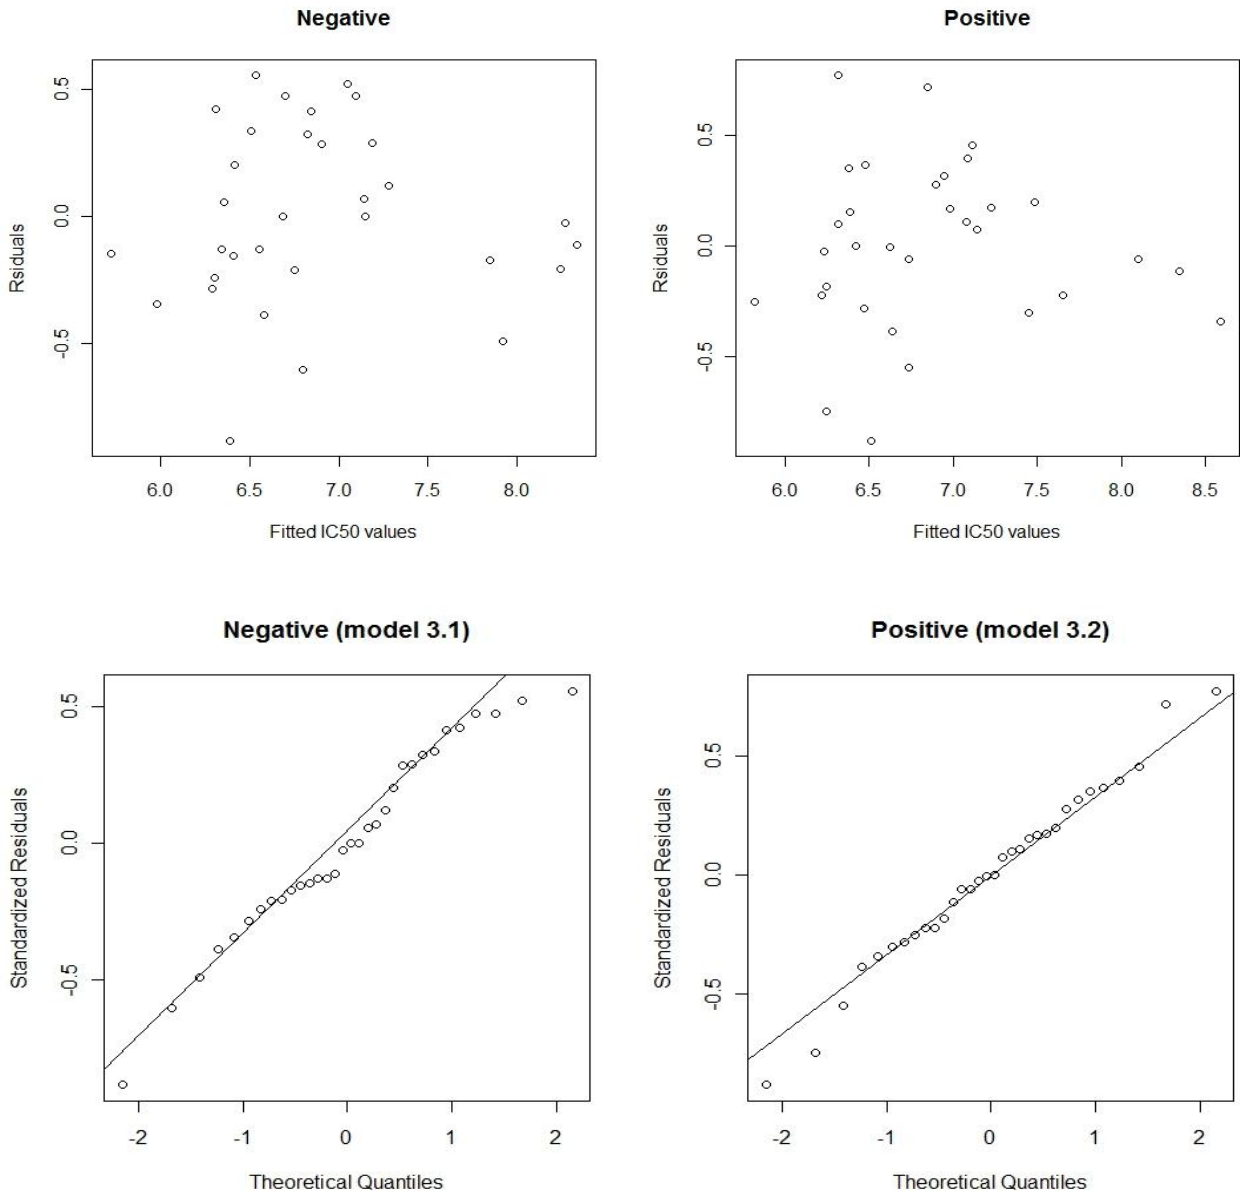 Negative
Rsiduals
0.5
0.0
-0.5
6.0 6.5 7.0 7.5 8.0
Fitted IC50 values
Positive
Rsiduals
0.5
0.0
-0.5
6.0 6.5 7.0 7.5 8.0 8.5
Fitted IC50 values
Negative (model 3.1)
Standardized Residuals
0.5
0.0
-0.5
-2 -1 0 1 2
Theoretical Quantiles
Positive (model 3.2)
Standardized Residuals
0.5
0.0
-0.5
-2 -1 0 1 2
Theoretical Quantiles